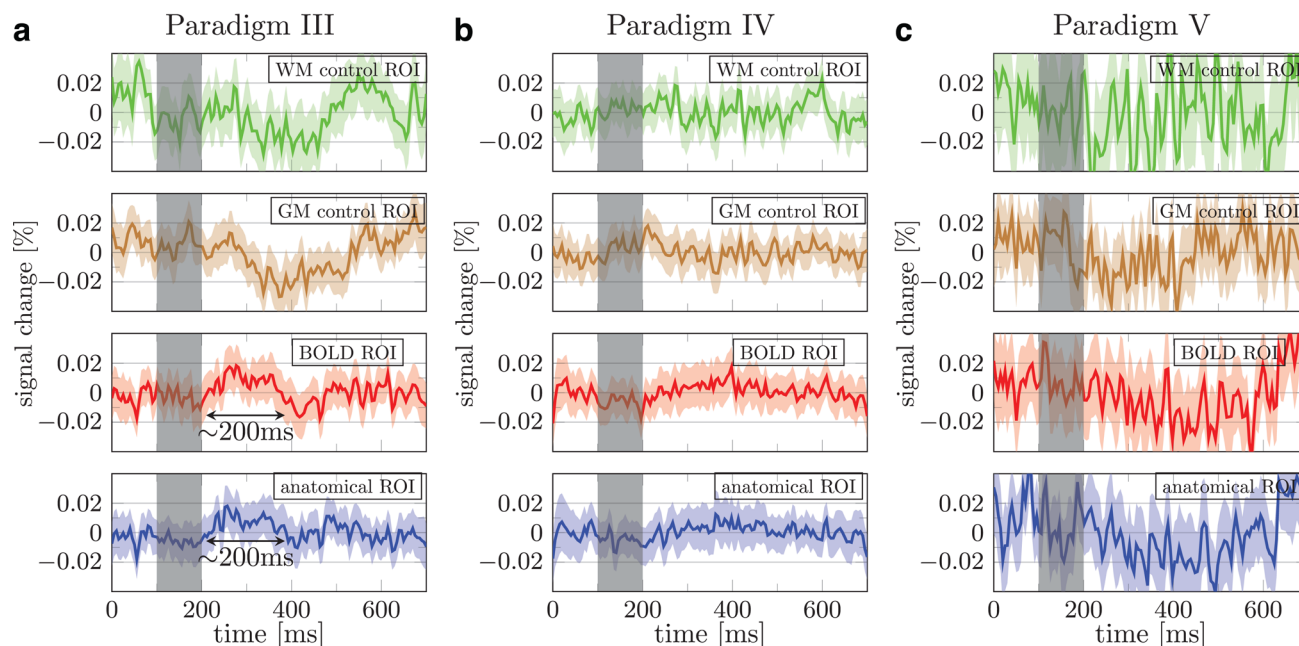 a Paradigm III
WM control ROI
0.02
0
−0.02
GM control ROI
0.02
0
−0.02
BOLD ROI
0.02
0
−0.02
~200ms
anatomical ROI
0.02
0
−0.02
~200ms
signal change [%]
0 200 400 600
time [ms]
b Paradigm IV
WM control ROI
0.02
0
−0.02
GM control ROI
0.02
0
−0.02
BOLD ROI
0.02
0
−0.02
anatomical ROI
0.02
0
−0.02
signal change [%]
0 200 400 600
time [ms]
c Paradigm V
WM control ROI
0.02
0
−0.02
GM control ROI
0.02
0
−0.02
BOLD ROI
0.02
0
−0.02
anatomical ROI
0.02
0
−0.02
signal change [%]
0 200 400 600
time [ms]